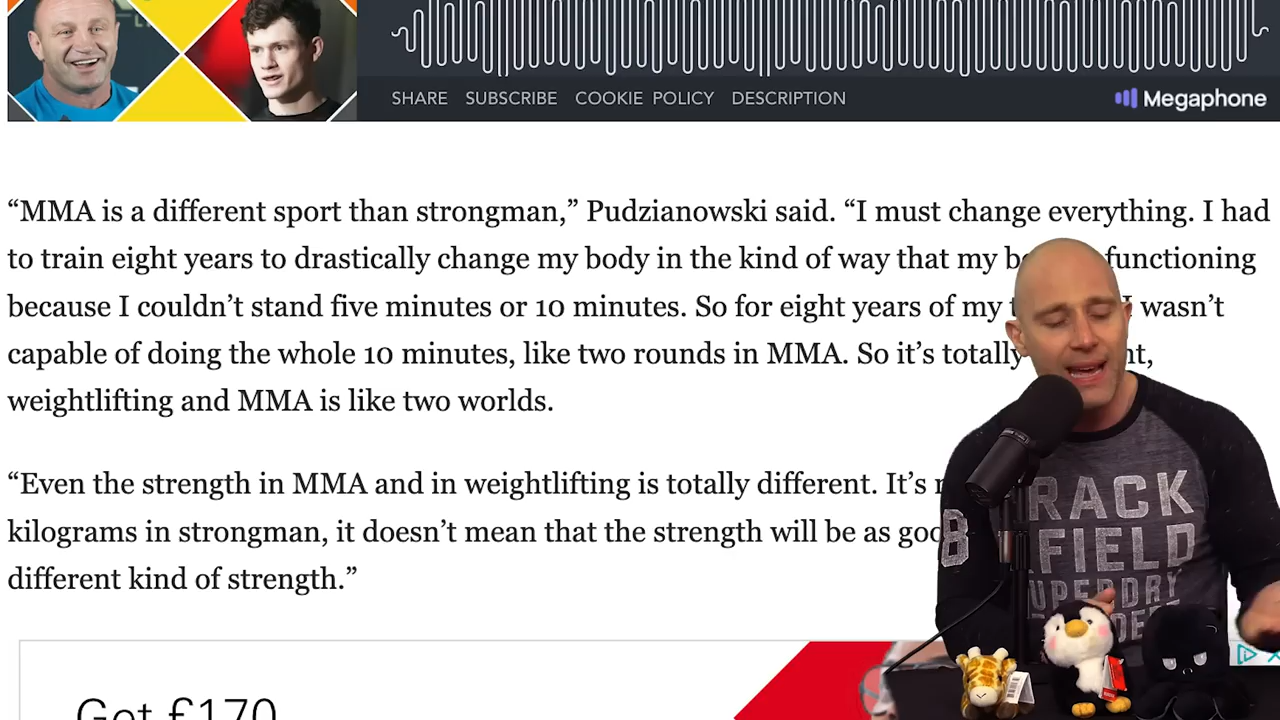 LI
SHARE SUBSCRIBE COOKIE POLICY DESCRIPTION Megaphone
“MMA is a different sport than strongman,” Pudzianowski said. “I must change everything. I had
to train eight years to drastically change my body in the kind of way that my functioning
because I couldn’t stand five minutes or 10 minutes. So for eight years of my I wasn’t
capable of doing the whole 10 minutes, like two rounds in MMA. So it’s totally
weightlifting and MMA is like two worlds.
“Even the strength in MMA and in weightlifting is totally different. It’s
kilograms in strongman, it doesn’t mean that the strength will be as
different kind of strength.”
RACK
FIELD
B
UPERDRY
Get £170